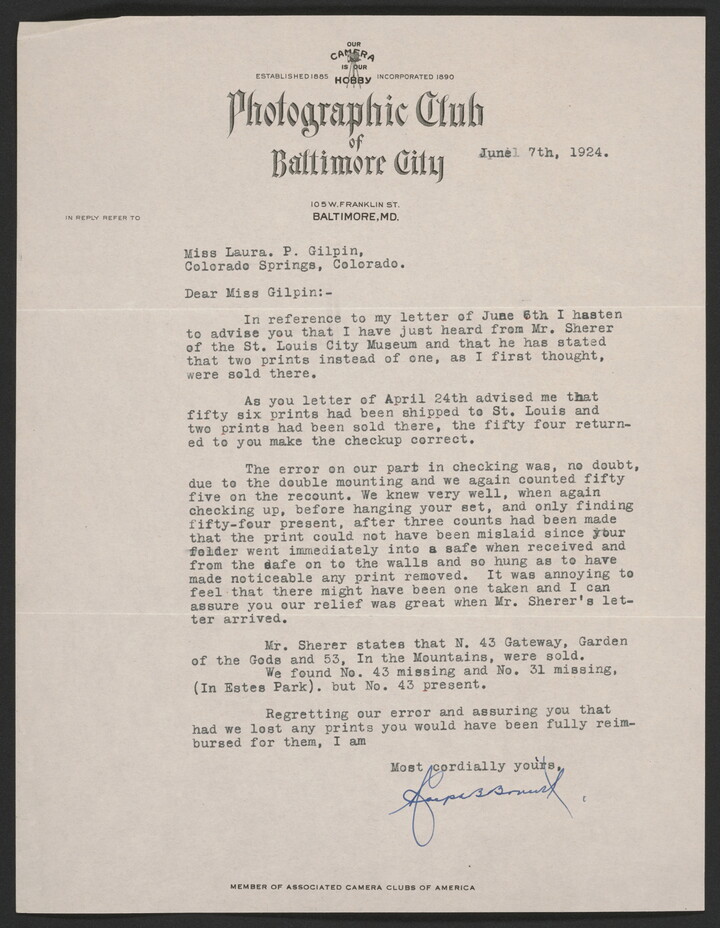 OUR
CAMERA
IS OUR
HOBBY
ESTABLISHED 1885 INCORPORATED 1890
Photographic Club
of
Baltimore City
June 7th, 1924.
105 W. FRANKLIN ST.
BALTIMORE, MD.
IN REPLY REFER TO
Miss Laura. P. Gilpin,
Colorado Springs, Colorado.
Dear Miss Gilpin:-
In reference to my letter of June 6th I hasten
to advise you that I have just heard from Mr. Sherer
of the St. Louis City Museum and that he has stated
that two prints instead of one, as I first thought,
were sold there.
As you letter of April 24th advised me that
fifty six prints had been shipped to St. Louis and
two prints had been sold there, the fifty four return-
ed to you make the checkup correct.
The error on our part in checking was, no doubt,
due to the double mounting and we again counted fifty
five on the recount. We knew very well, when again
checking up, before hanging your set, and only finding
fifty-four present, after three counts had been made
that the print could not have been mislaid since your
folder went immediately into a safe when received and
from the safe on to the walls and so hung as to have
made noticeable any print removed. It was annoying to
feel that there might have been one taken and I can
assure you our relief was great when Mr. Sherer's let-
ter arrived.
Mr. Sherer states that N. 43 Gateway, Garden
of the Gods and 53, In the Mountains, were sold.
We found No. 43 missing and No. 31 missing,
(In Estes Park). but No. 43 present.
Regretting our error and assuring you that
had we lost any prints you would have been fully reim-
bursed for them, I am
Most cordially yours,
MEMBER OF ASSOCIATED CAMERA CLUBS OF AMERICA